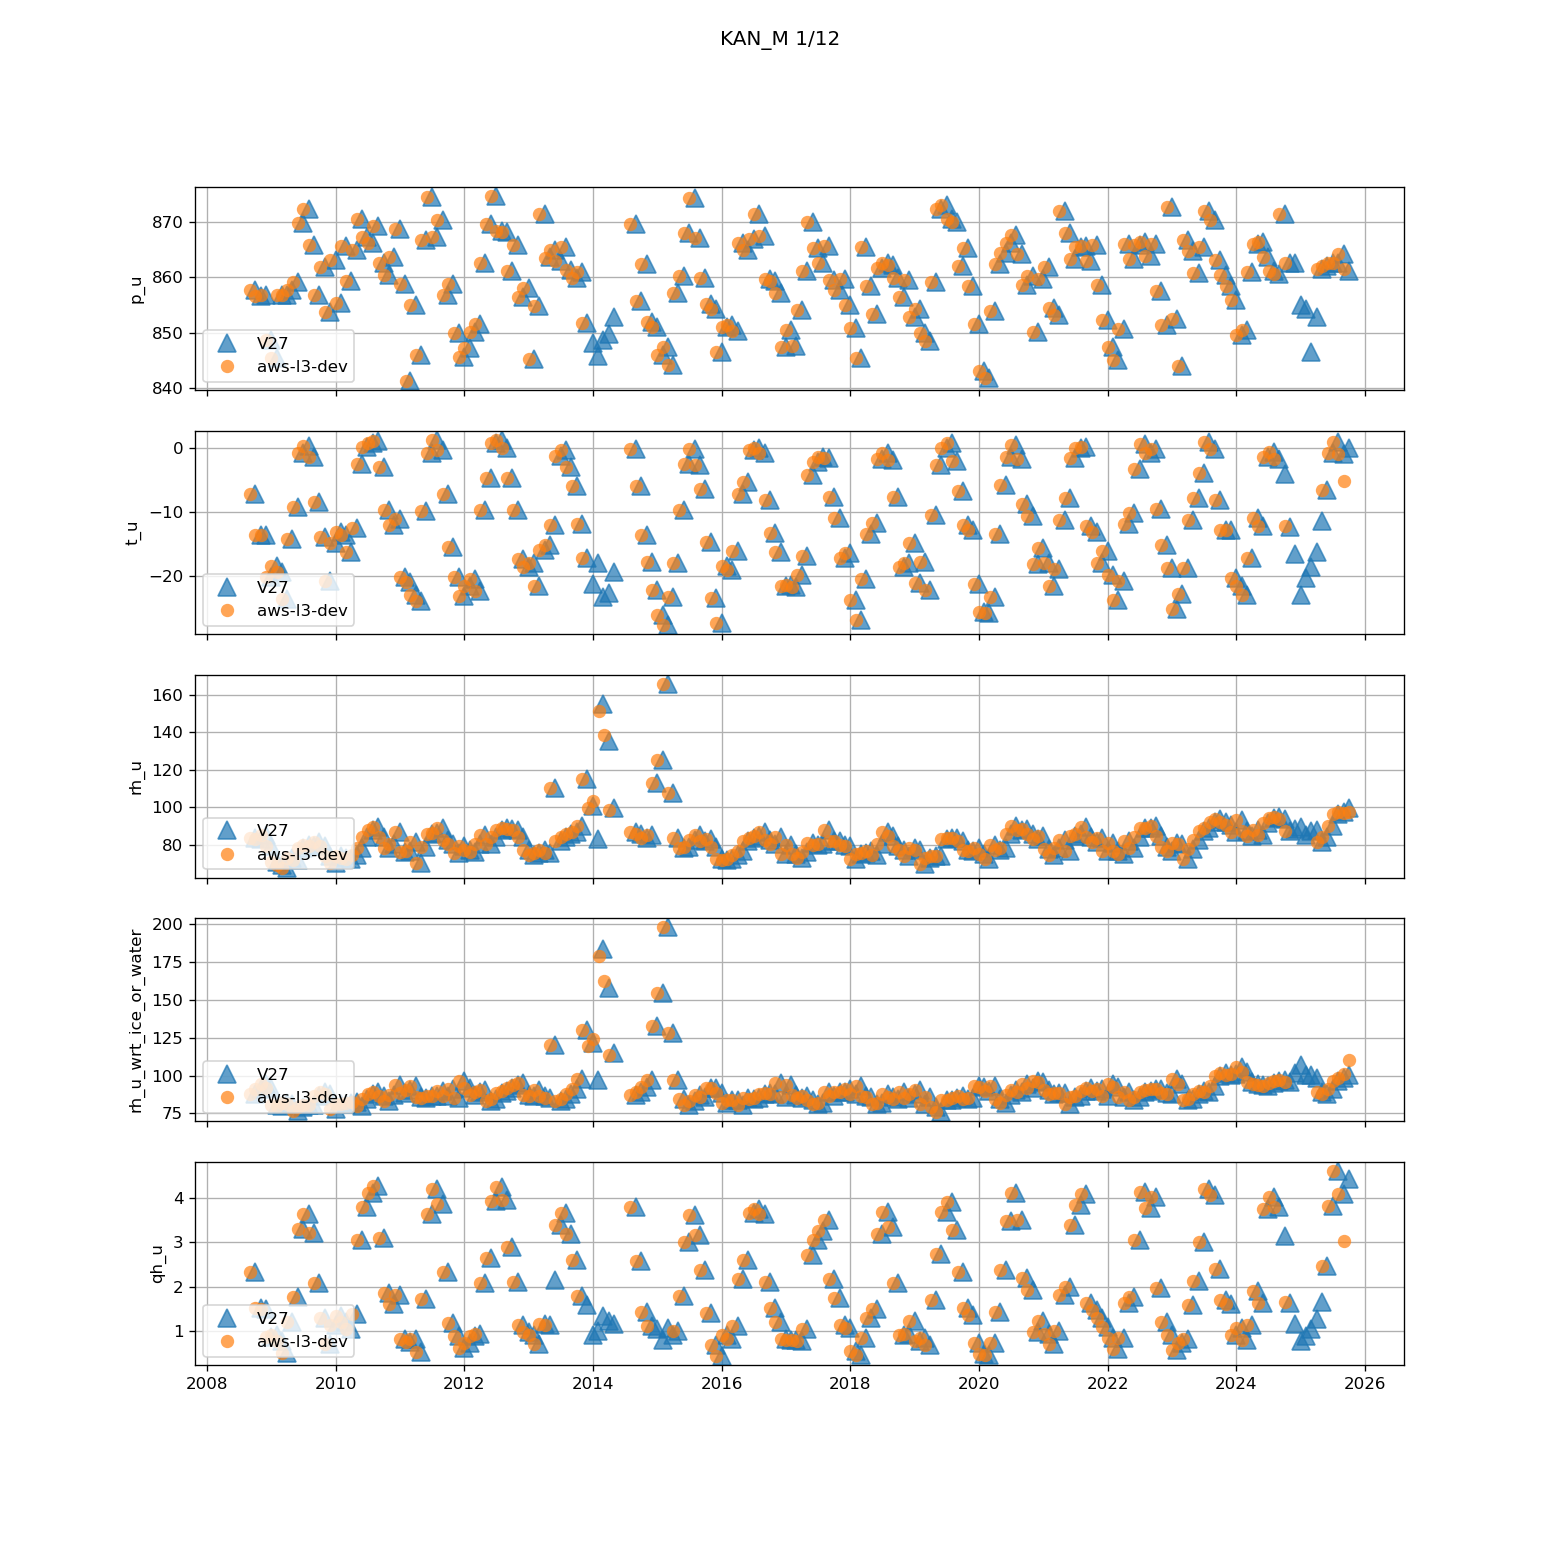 KAN_M 1/12
p_u
870
860
850
840
V27
aws-l3-dev
t_u
0
−10
−20
V27
aws-l3-dev
rh_u
160
140
120
100
80
V27
aws-l3-dev
rh_u_wrt_ice_or_water
200
175
150
125
100
75
V27
aws-l3-dev
qh_u
4
3
2
1
V27
aws-l3-dev
2008 2010 2012 2014 2016 2018 2020 2022 2024 2026